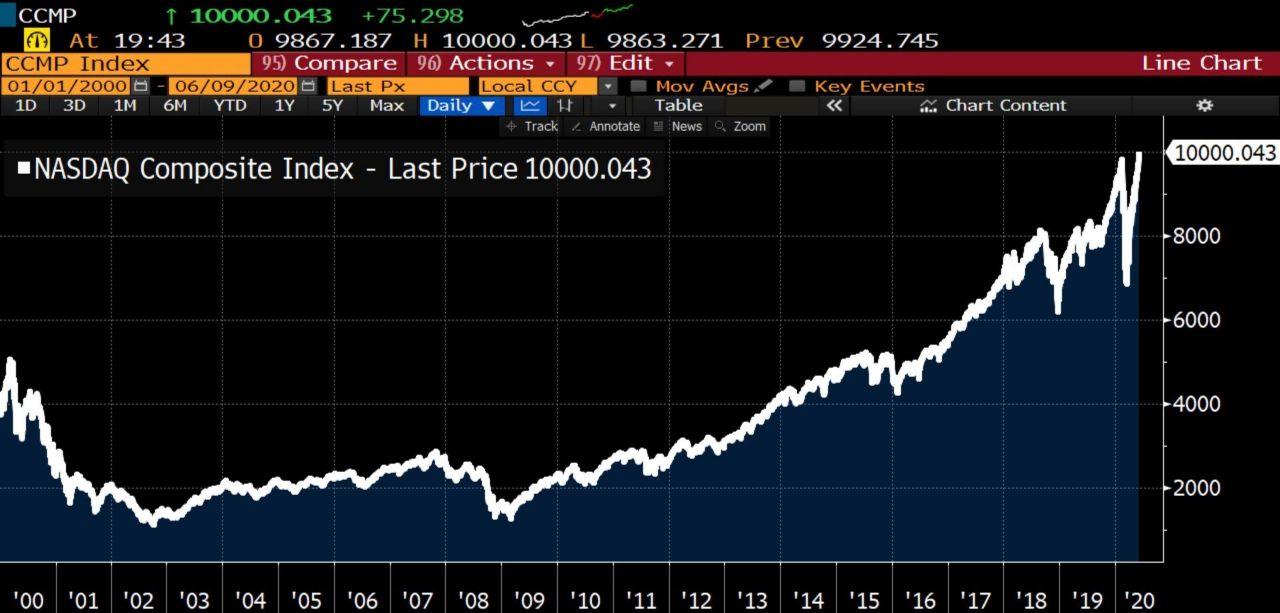 CCMP ↑ 10000.043 +75.298
At 19:43 O 9867.187 H 10000.043 L 9863.271 Prev 9924.745
CCMP Index 95) Compare 96) Actions 97) Edit Line Chart
01/01/2000 - 06/09/2020 Last Px Local CCY Mov Avgs Key Events
1D 3D 1M 6M YTD 1Y 5Y Max Daily ▼ Table « Chart Content
Track Annotate News Zoom
NASDAQ Composite Index - Last Price 10000.043
10000.043
8000
6000
4000
2000
'00 '01 '02 '03 '04 '05 '06 '07 '08 '09 '10 '11 '12 '13 '14 '15 '16 '17 '18 '19 '20